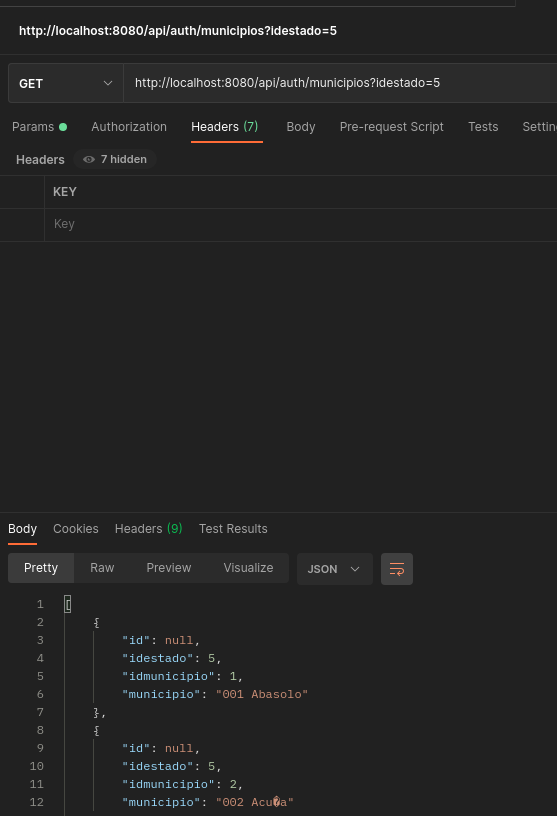 http://localhost:8080/api/auth/municipios?idestado=5
GET http://localhost:8080/api/auth/municipios?idestado=5
Params Authorization Headers (7) Body Pre-request Script Tests Settin
Headers 7 hidden
KEY
Key
Body Cookies Headers (9) Test Results
Pretty Raw Preview Visualize JSON
1 [
2 {
3 "id": null,
4 "idestado": 5,
5 "idmunicipio": 1,
6 "municipio": "001 Abasolo"
7 },
8 {
9 "id": null,
10 "idestado": 5,
11 "idmunicipio": 2,
12 "municipio": "002 Acu�a"